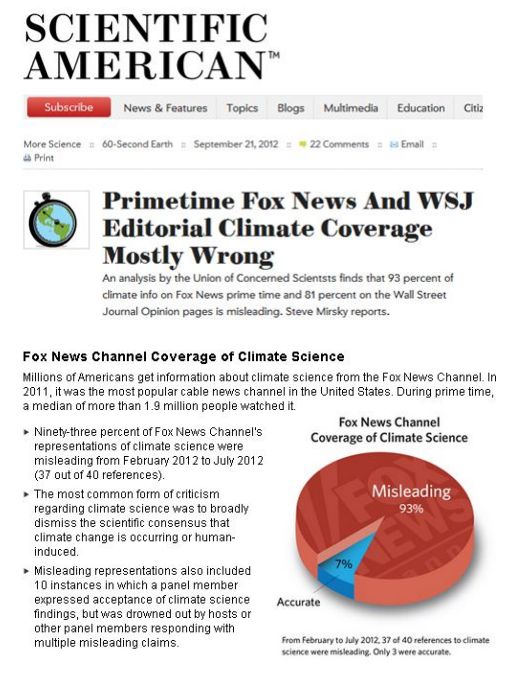 SCIENTIFIC
AMERICAN™
Subscribe News & Features Topics Blogs Multimedia Education Citiz
More Science :: 60-Second Earth :: September 21, 2012 :: 22 Comments :: Email ::
Print
Primetime Fox News And WSJ
Editorial Climate Coverage
Mostly Wrong
An analysis by the Union of Concerned Scientsts finds that 93 percent of
climate info on Fox News prime time and 81 percent on the Wall Street
Journal Opinion pages is misleading. Steve Mirsky reports.
Fox News Channel Coverage of Climate Science
Millions of Americans get information about climate science from the Fox News Channel. In
2011, it was the most popular cable news channel in the United States. During prime time,
a median of more than 1.9 million people watched it.
Ninety-three percent of Fox News Channel's
representations of climate science were
misleading from February 2012 to July 2012
(37 out of 40 references).
The most common form of criticism
regarding climate science was to broadly
dismiss the scientific consensus that
climate change is occurring or human-
induced.
Misleading representations also included
10 instances in which a panel member
expressed acceptance of climate science
findings, but was drowned out by hosts or
other panel members responding with
multiple misleading claims.
Fox News Channel
Coverage of Climate Science
FOX
NEWS
Misleading
93%
7%
Accurate
From February to July 2012, 37 of 40 references to climate
science were misleading. Only 3 were accurate.